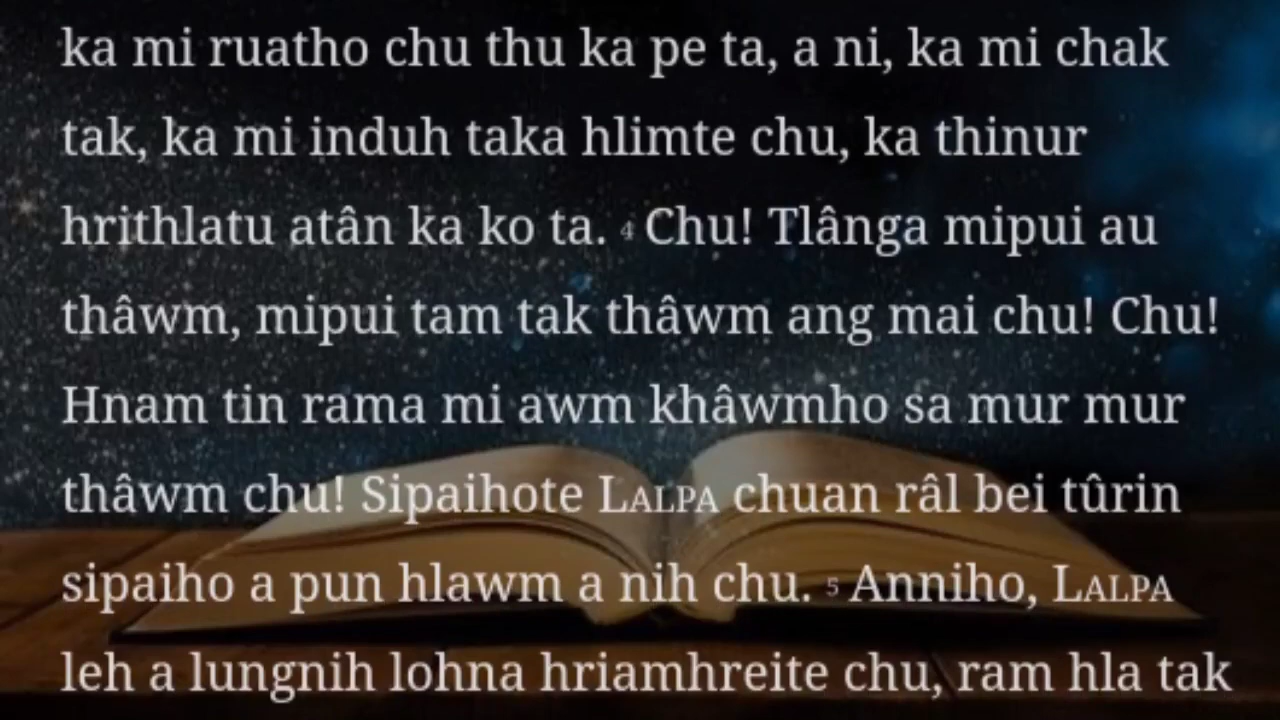 ka mi ruatho chu thu ka pe ta, a ni, ka mi chak
tak, ka mi induh taka hlimte chu, ka thinur
hrithlatu atân ka ko ta. 4 Chu! Tlânga mipui au
thâwm, mipui tam tak thâwm ang mai chu! Chu!
Hnam tin rama mi awm khâwmho sa mur mur
thâwm chu! Sipaihote LALPA chuan râl bei tûrin
sipaiho a pun hlawm a nih chu. 5 Anniho, LALPA
leh a lungnih lohna hriamhreite chu, ram hla tak